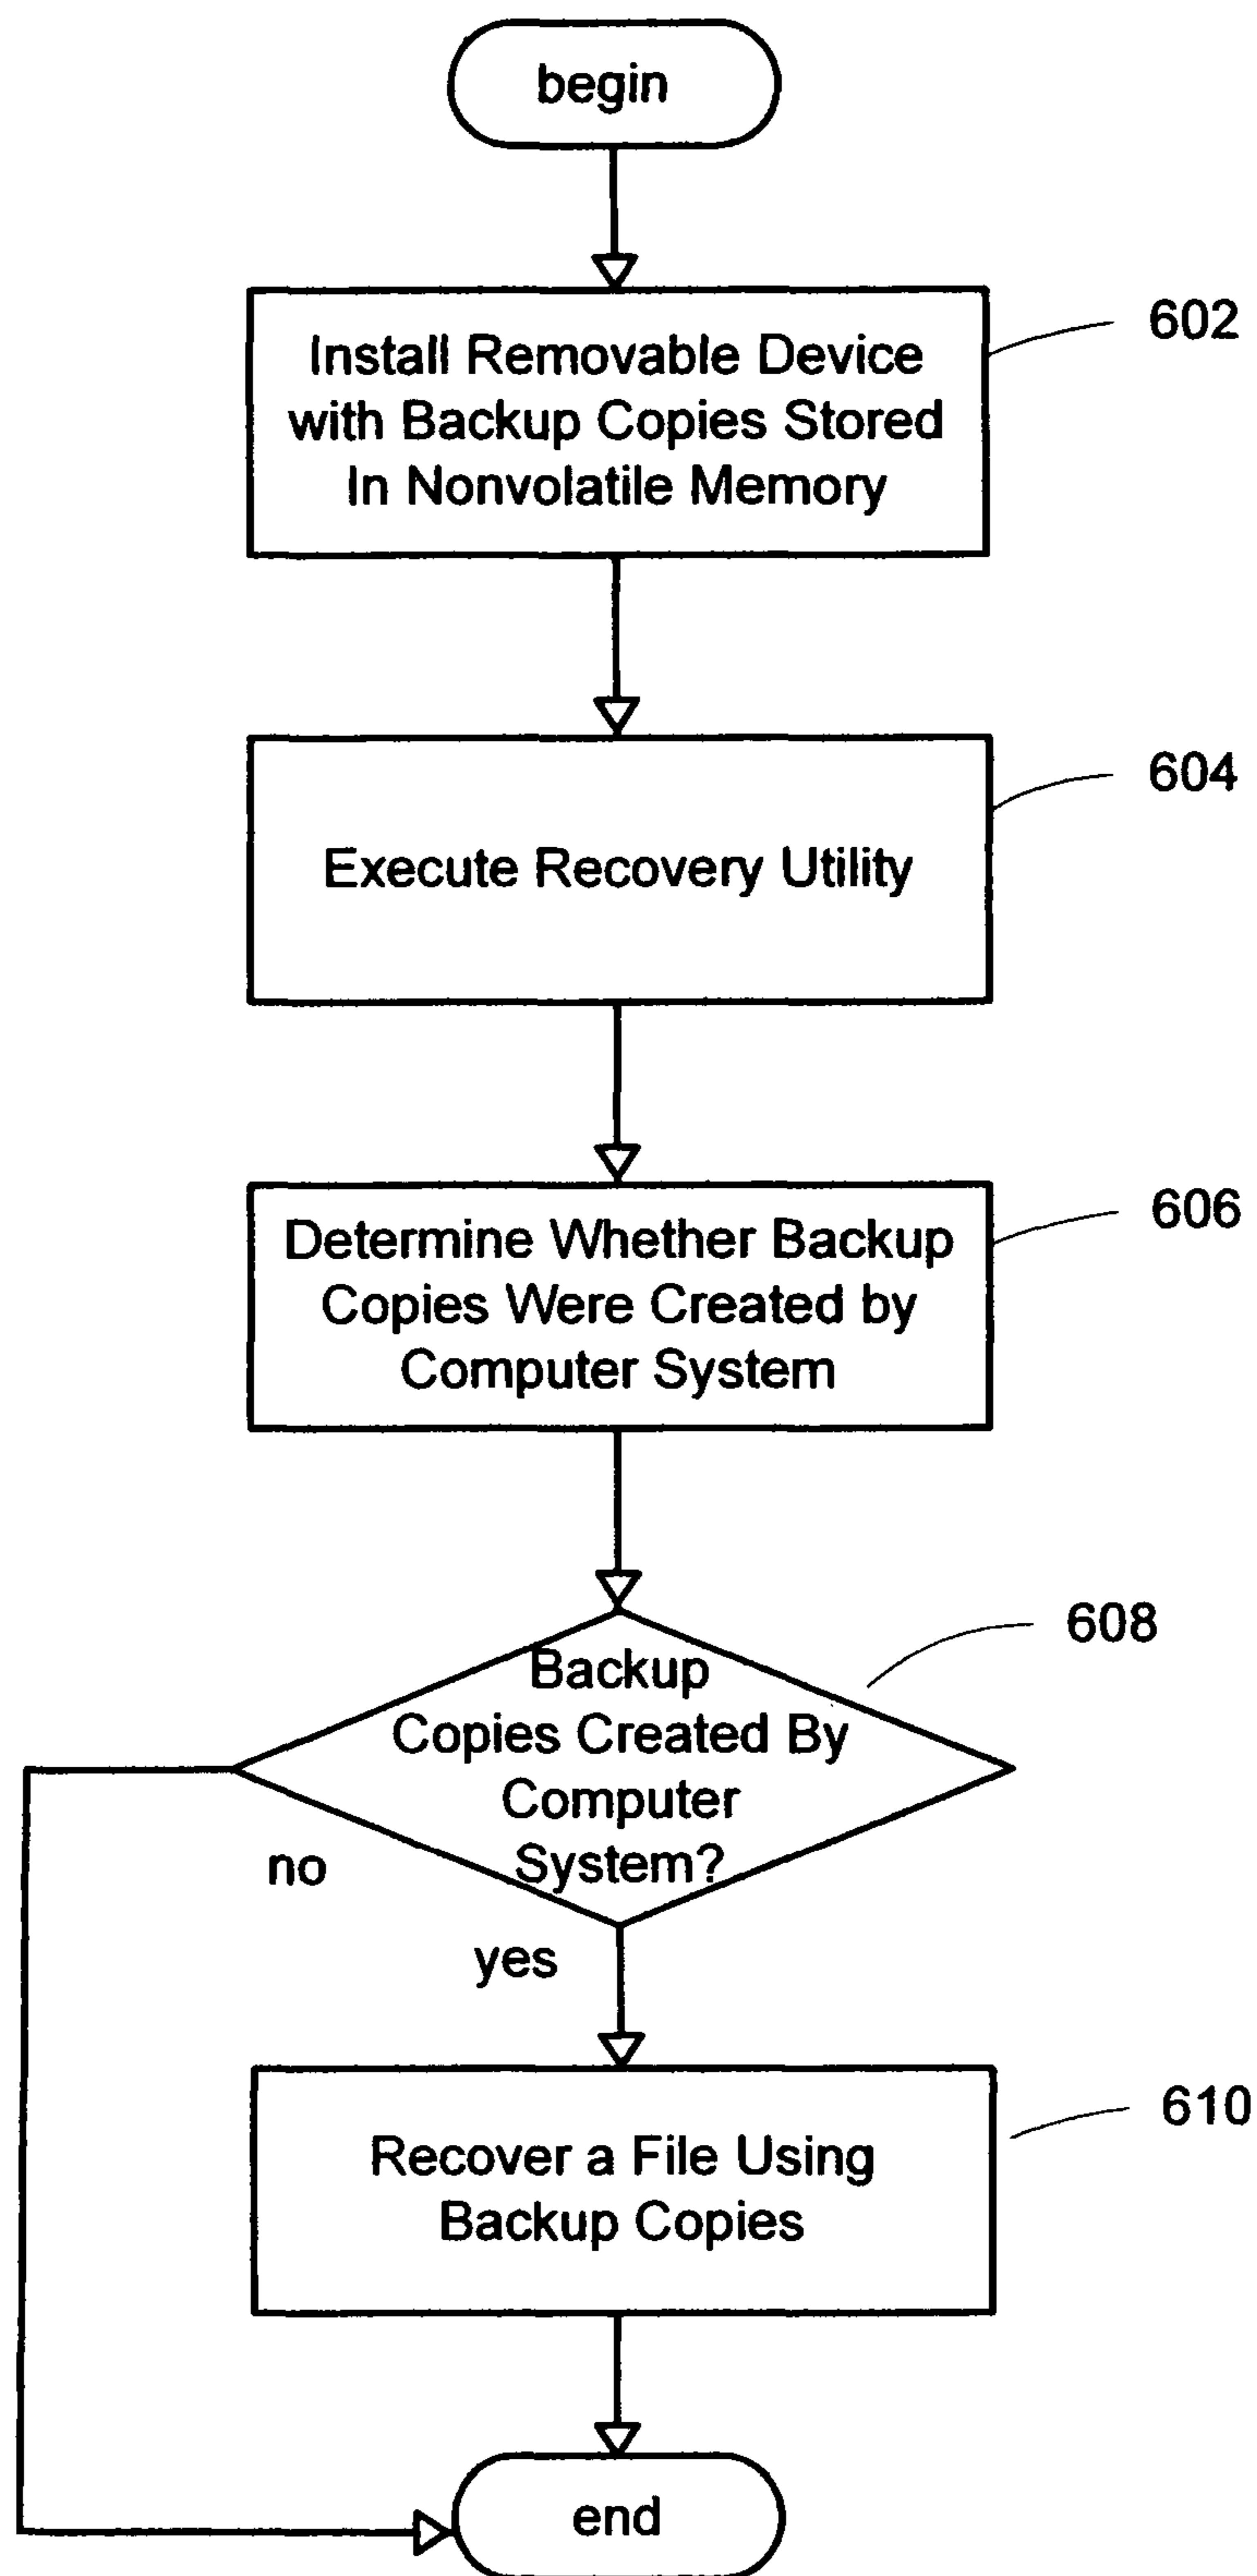 begin
Install Removable Device
with Backup Copies Stored
In Nonvolatile Memory
602
Execute Recovery Utility
604
Determine Whether Backup
Copies Were Created by
Computer System
606
Backup
Copies Created By
Computer
System?
608
no
yes
Recover a File Using
Backup Copies
610
end